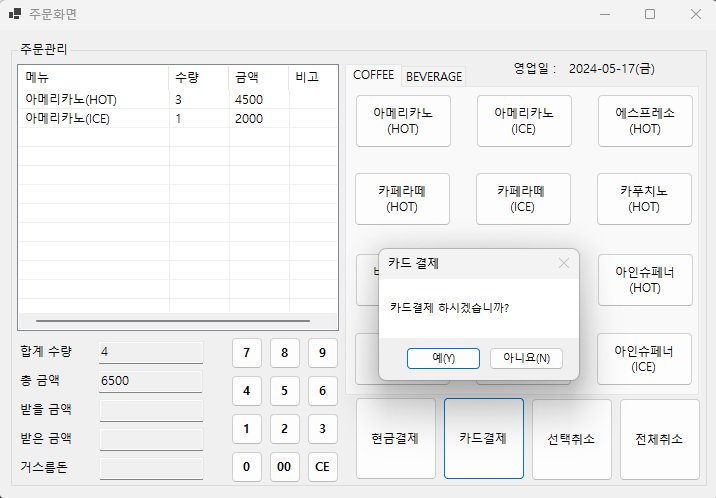 주문화면
주문관리
메뉴 수량 금액 비고
아메리카노(HOT) 3 4500
아메리카노(ICE) 1 2000
COFFEE BEVERAGE
영업일 : 2024-05-17(금)
아메리카노
(HOT)
아메리카노
(ICE)
에스프레소
(HOT)
카페라떼
(HOT)
카페라떼
(ICE)
카푸치노
(HOT)
아인슈페너
(HOT)
아인슈페너
(ICE)
카드 결제
카드결제 하시겠습니까?
예(Y) 아니요(N)
합계 수량 4
총 금액 6500
받을 금액
받은 금액
거스름돈
7 8 9
4 5 6
1 2 3
0 00 CE
현금결제 카드결제 선택취소 전체취소